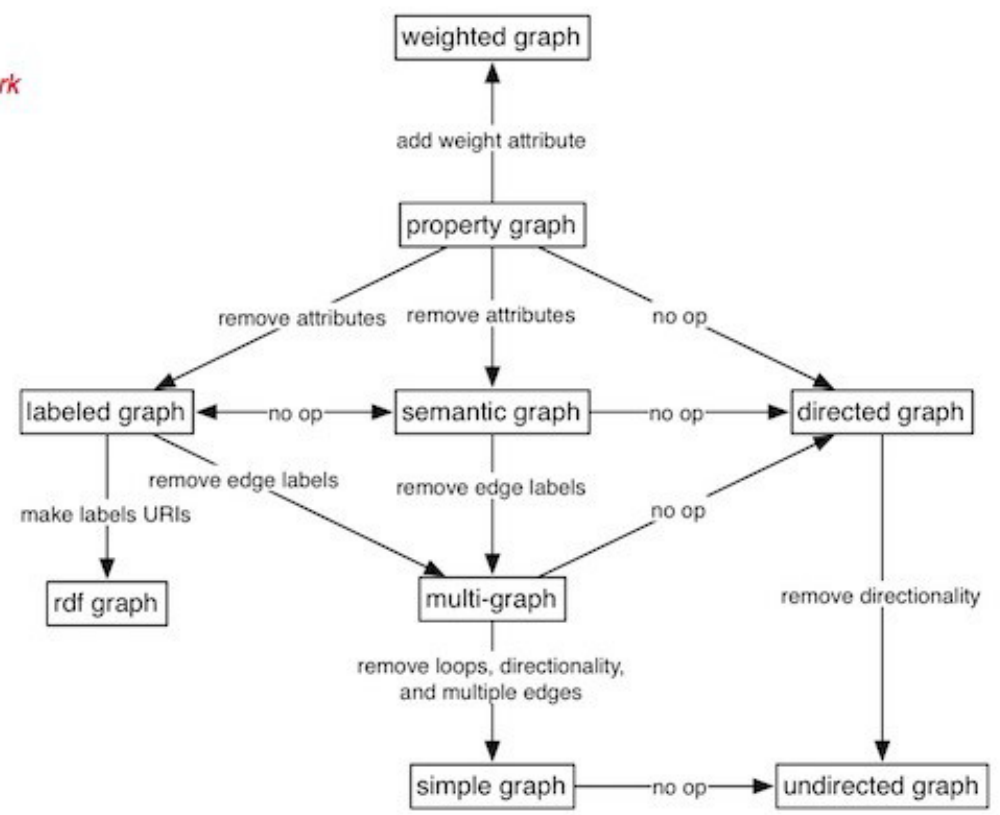 weighted graph
rk
add weight attribute
property graph
remove attributes
remove attributes
no op
labeled graph
no op
semantic graph
no op
directed graph
remove edge labels
remove edge labels
make labels URIs
no op
rdf graph
multi-graph
remove directionality
remove loops, directionality,
and multiple edges
simple graph
no op
undirected graph